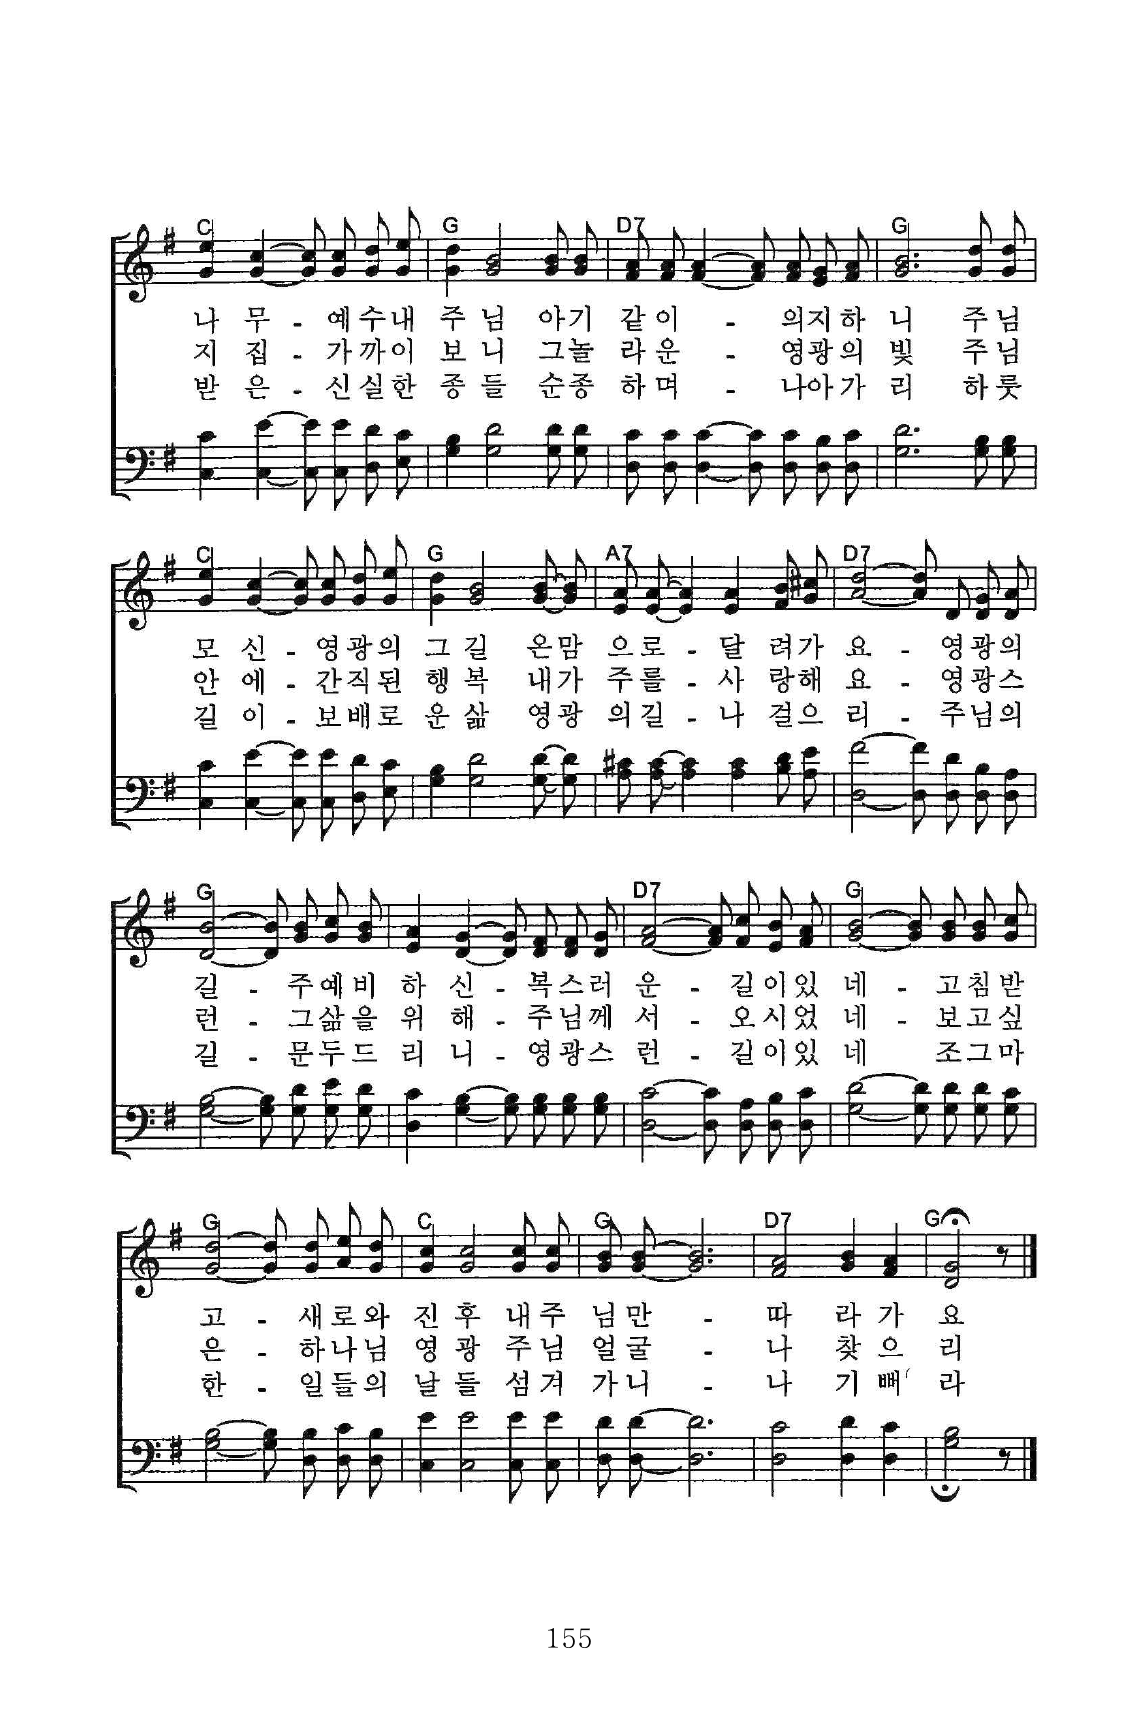 C G D7 G
나 무 - 예수내 주 님 아기 같이 - 의지하 니 주님
지 집 - 가까이 보 니 그놀 라운 - 영광의 빛 주님
받 은 - 신실한 종 들 순종 하며 - 나아가 리 하룻
C G A7 D7
모 신 - 영광의 그 길 온맘 으로 - 달 려가 요 - 영광의
안 에 - 간직된 행 복 내가 주를 - 사 랑해 요 - 영광스
길 이 - 보배로 운 삶 영광 의길 - 나 걸으 리 - 주님의
G D7 G
길 - 주예비 하 신 - 복스러 운 - 길이있 네 - 고침받
런 - 그삶을 위 해 - 주님께 서 - 오시었 네 - 보고싶
길 - 문두드 리 니 - 영광스 런 - 길이있 네 조그마
G C G D7 G
고 - 새로와 진 후 내주 님만 - 따 라 가 요
은 - 하나님 영 광 주님 얼굴 - 나 찾 으 리
한 - 일들의 날 들 섬겨 가니 - 나 기 뻐 라
155